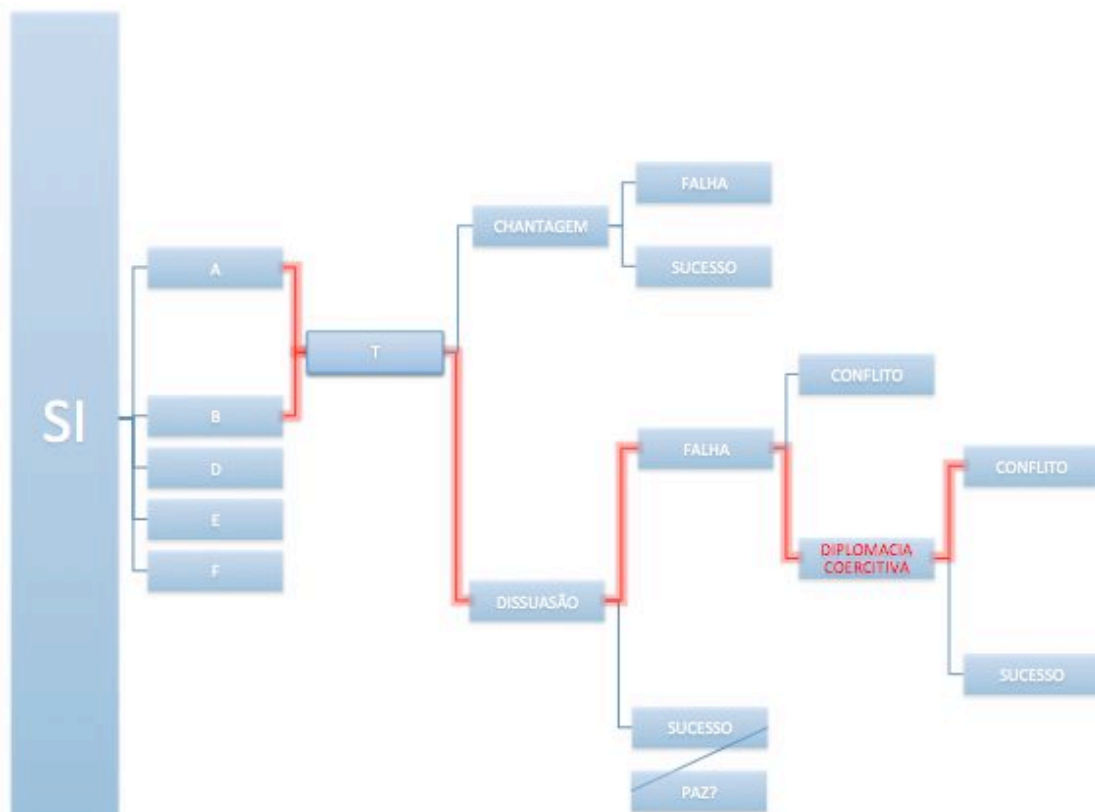 SI
A
B
D
E
F
T
CHANTAGEM
FALHA
SUCESSO
DISSUASÃO
FALHA
SUCESSO
PAZ?
CONFLITO
DIPLOMACIA
COERCITIVA
CONFLITO
SUCESSO